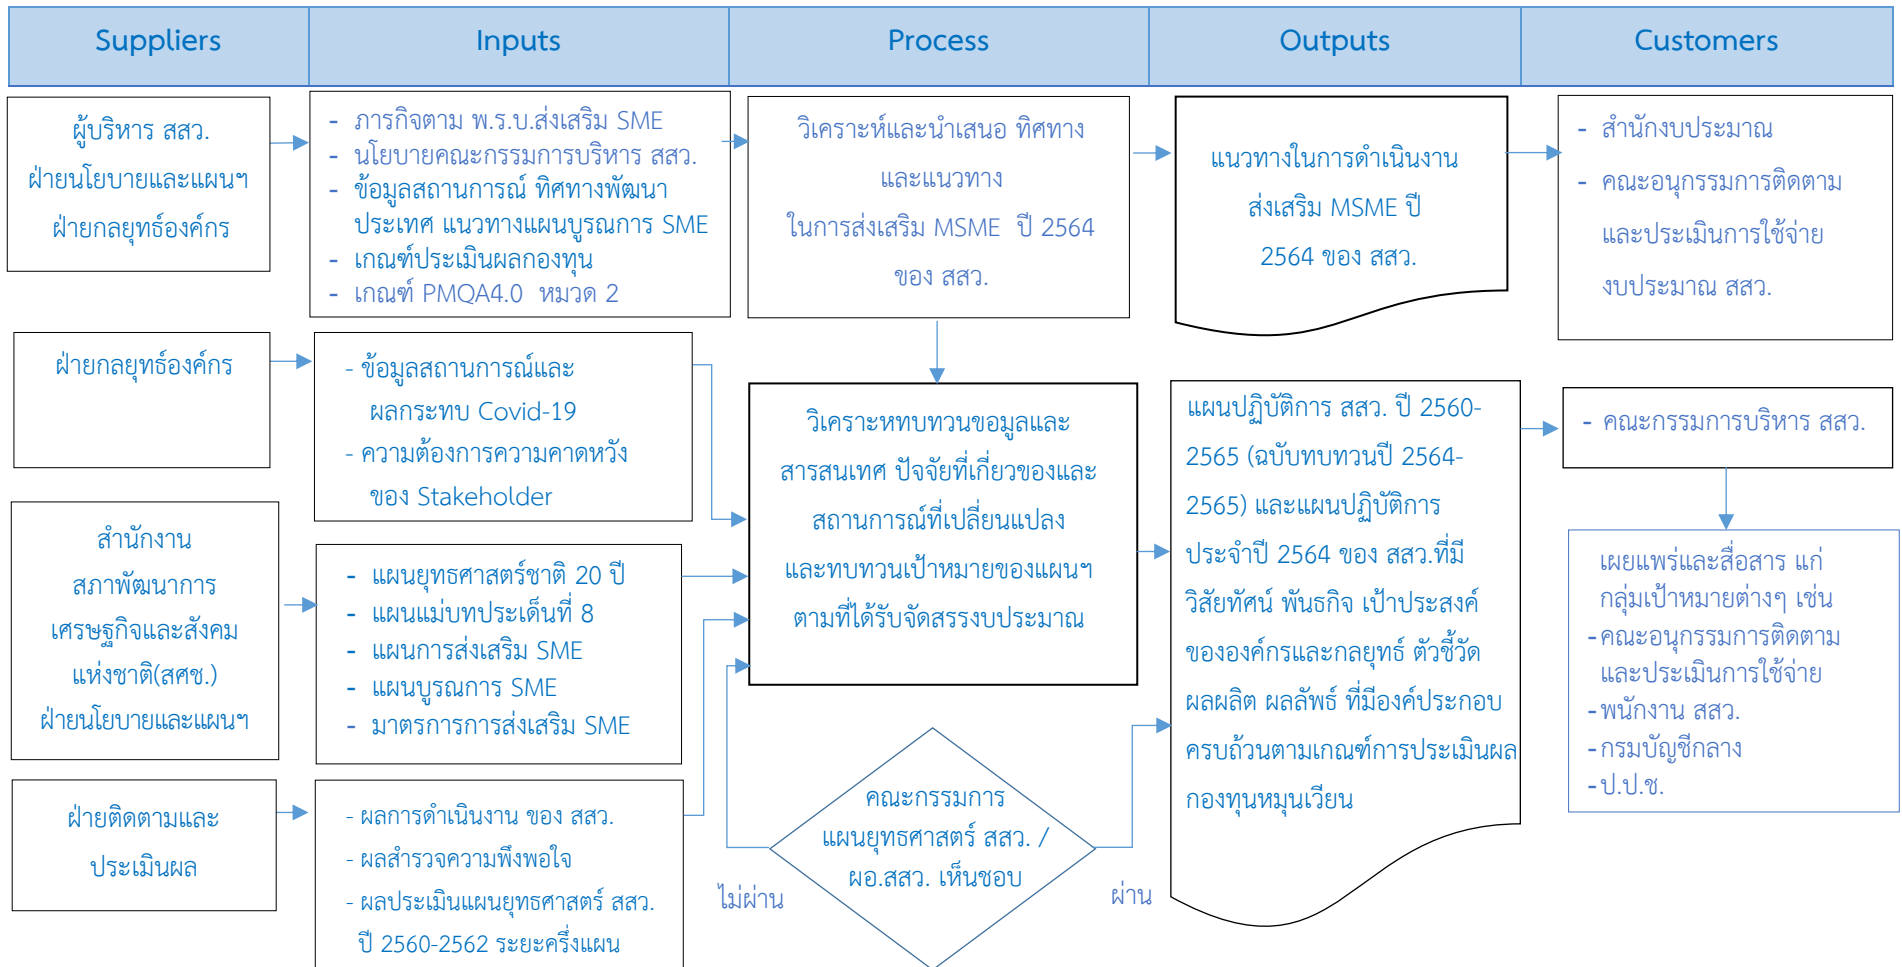 Suppliers
Inputs
Process
Outputs
Customers
ผู้บริหาร สสว.
ฝ่ายนโยบายและแผนฯ
ฝ่ายกลยุทธ์องค์กร
- ภารกิจตาม พ.ร.บ.ส่งเสริม SME
- นโยบายคณะกรรมการบริหาร สสว.
- ข้อมูลสถานการณ์ ทิศทางพัฒนา
ประเทศ แนวทางแผนบูรณการ SME
- เกณฑ์ประเมินผลกองทุน
- เกณฑ์ PMQA4.0 หมวด 2
วิเคราะห์และนำเสนอ ทิศทาง
และแนวทาง
ในการส่งเสริม MSME ปี 2564
ของ สสว.
แนวทางในการดำเนินงาน
ส่งเสริม MSME ปี
2564 ของ สสว.
- สำนักงบประมาณ
- คณะอนุกรรมการติดตาม
และประเมินการใช้จ่าย
งบประมาณ สสว.
ฝ่ายกลยุทธ์องค์กร
- ข้อมูลสถานการณ์และ
ผลกระทบ Covid-19
- ความต้องการความคาดหวัง
ของ Stakeholder
วิเคราะหทบทวนขอมูลและ
สารสนเทศ ปัจจัยที่เกี่ยวของและ
สถานการณ์ที่เปลี่ยนแปลง
และทบทวนเป้าหมายของแผนฯ
ตามที่ได้รับจัดสรรงบประมาณ
แผนปฏิบัติการ สสว. ปี 2560-
2565 (ฉบับทบทวนปี 2564-
2565) และแผนปฏิบัติการ
ประจำปี 2564 ของ สสว.ที่มี
วิสัยทัศน์ พันธกิจ เป้าประสงค์
ขององค์กรและกลยุทธ์ ตัวชี้วัด
ผลผลิต ผลลัพธ์ ที่มีองค์ประกอบ
ครบถ้วนตามเกณฑ์การประเมินผล
กองทุนหมุนเวียน
- คณะกรรมการบริหาร สสว.
สำนักงาน
สภาพัฒนาการ
เศรษฐกิจและสังคม
แห่งชาติ(สศช.)
ฝ่ายนโยบายและแผนฯ
- แผนยุทธศาสตร์ชาติ 20 ปี
- แผนแม่บทประเด็นที่ 8
- แผนการส่งเสริม SME
- แผนบูรณการ SME
- มาตรการการส่งเสริม SME
เผยแพร่และสื่อสาร แก่
กลุ่มเป้าหมายต่างๆ เช่น
- คณะอนุกรรมการติดตาม
และประเมินการใช้จ่าย
- พนักงาน สสว.
- กรมบัญชีกลาง
- ป.ป.ช.
ฝ่ายติดตามและ
ประเมินผล
- ผลการดำเนินงาน ของ สสว.
- ผลสำรวจความพึงพอใจ
- ผลประเมินแผนยุทธศาสตร์ สสว.
ปี 2560-2562 ระยะครึ่งแผน
คณะกรรมการ
แผนยุทธศาสตร์ สสว. /
ผอ.สสว. เห็นชอบ
ไม่ผ่าน
ผ่าน